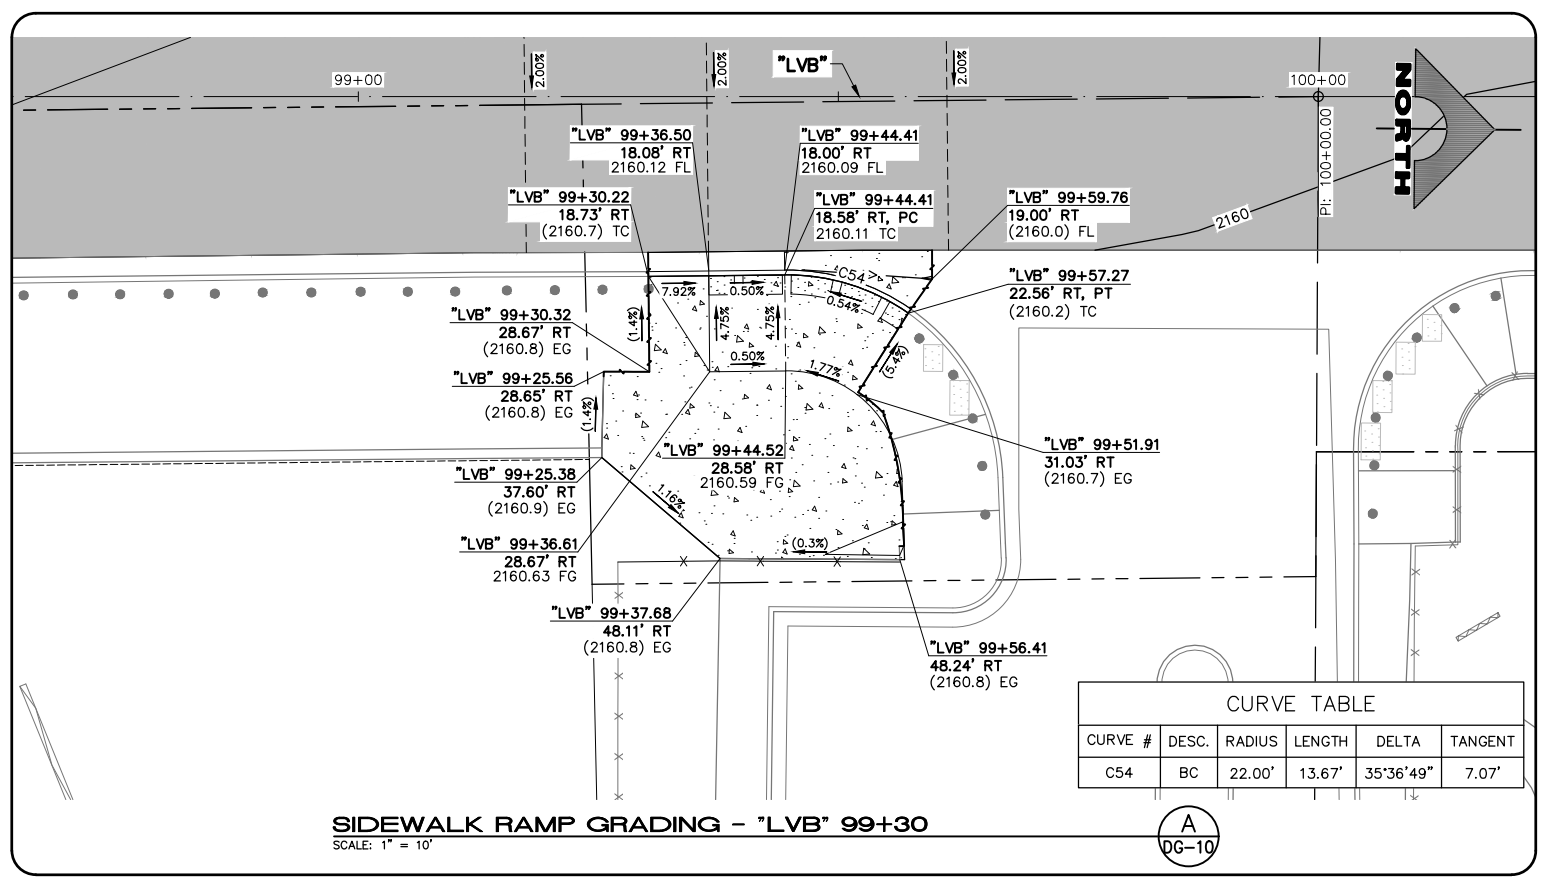 99+00
2.00%
2.00%
"LVB"
2.00%
100+00
PI: 100+00.00
NORTH
2160
"LVB" 99+36.50
18.08' RT
2160.12 FL
"LVB" 99+44.41
18.00' RT
2160.09 FL
"LVB" 99+30.22
18.73' RT
(2160.7) TC
"LVB" 99+44.41
18.58' RT, PC
2160.11 TC
"LVB" 99+59.76
19.00' RT
(2160.0) FL
C54
"LVB" 99+57.27
22.56' RT, PT
(2160.2) TC
7.92%
0.50%
0.54%
"LVB" 99+30.32
28.67' RT
(2160.8) EG
(1.4%)
4.75%
4.75%
0.50%
1.77%
(5.4%)
"LVB" 99+25.56
28.65' RT
(2160.8) EG
(1.4%)
"LVB" 99+44.52
28.58' RT
2160.59 FG
"LVB" 99+51.91
31.03' RT
(2160.7) EG
"LVB" 99+25.38
37.60' RT
(2160.9) EG
1.16%
"LVB" 99+36.61
28.67' RT
2160.63 FG
(0.3%)
"LVB" 99+37.68
48.11' RT
(2160.8) EG
"LVB" 99+56.41
48.24' RT
(2160.8) EG
CURVE TABLE
CURVE # DESC. RADIUS LENGTH DELTA TANGENT
C54 BC 22.00' 13.67' 35°36'49" 7.07'
SIDEWALK RAMP GRADING - "LVB" 99+30
SCALE: 1" = 10'
A
DG-10